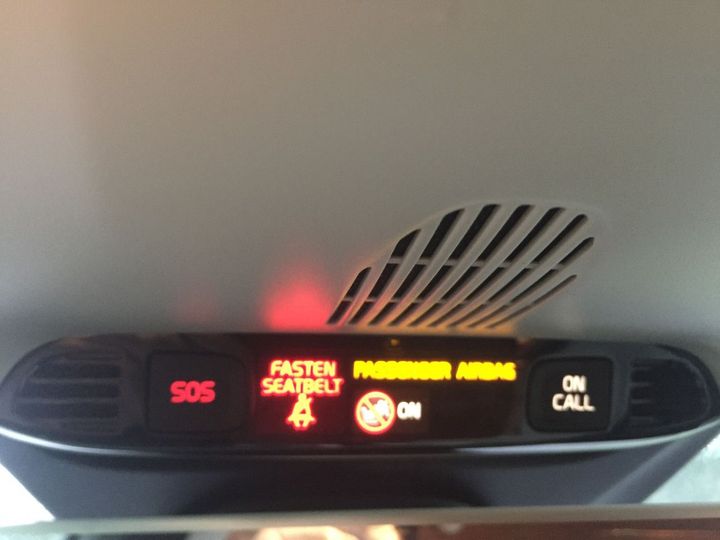 SOS
FASTEN
SEATBELT
PASSENGER AIRBAG
ON
ON
CALL